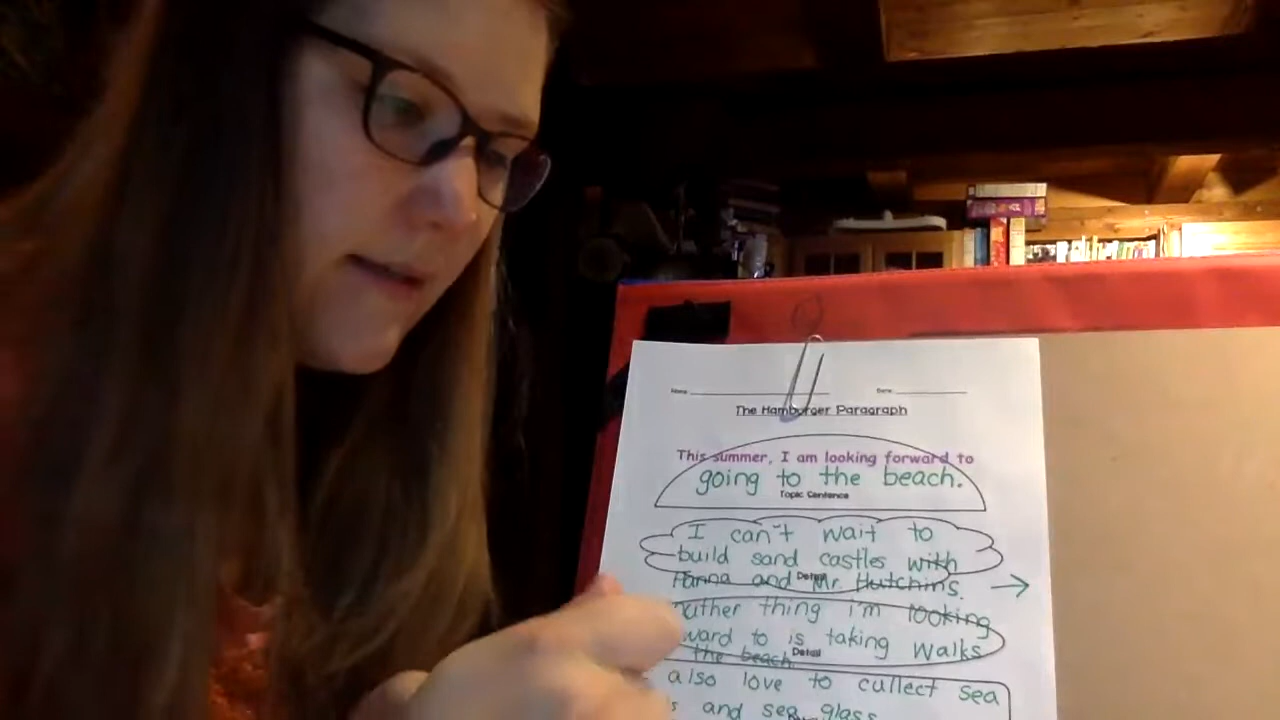 Name Date
The Hamburger Paragraph
This summer, I am looking forward to
going to the beach.
Topic Sentence
I can't wait to
build sand castles with
and Mr. Hutchins.
Detail
thing i'm looking
ward to is taking walks
the beach.
Detail
also love to collect sea
and sea glass